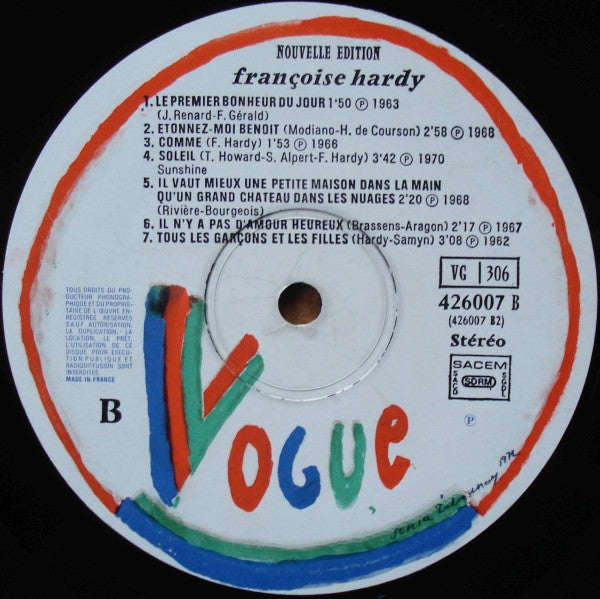 NOUVELLE EDITION
françoise hardy
1. LE PREMIER BONHEUR DU JOUR 1'50 ℗ 1963
(J. Renard-F. Gérald)
2. ETONNEZ-MOI BENOIT (Modiano-H. de Courson) 2'58 ℗ 1968
3. COMME (F. Hardy) 1'53 ℗ 1966
4. SOLEIL (T. Howard-S. Alpert-F. Hardy) 3'42 ℗ 1970
Sunshine
5. IL VAUT MIEUX UNE PETITE MAISON DANS LA MAIN
QU'UN GRAND CHATEAU DANS LES NUAGES 2'20 ℗ 1968
(Rivière-Bourgeois)
6. IL N'Y A PAS D'AMOUR HEUREUX (Brassens-Aragon) 2'17 ℗ 1967
7. TOUS LES GARÇONS ET LES FILLES (Hardy-Samyn) 3'08 ℗ 1962
TOUS DROITS DU PRO-
DUCTEUR PHONOGRA-
PHIQUE ET DU PROPRIE-
TAIRE DE L'ŒUVRE EN-
REGISTREE RESERVES
SAUF AUTORISATION,
LA DUPLICATION, LA
LOCATION, LE PRÊT,
L'UTILISATION DE CE
DISQUE POUR EXECU-
TION PUBLIQUE ET
RADIODIFFUSION SONT
INTERDITES.
MADE IN FRANCE
VG 306
426007 B
(426007 B2)
Stéréo
SACEM
SACD SDRM SGDL
B
℗
VOGUE
Sonia Delaunay